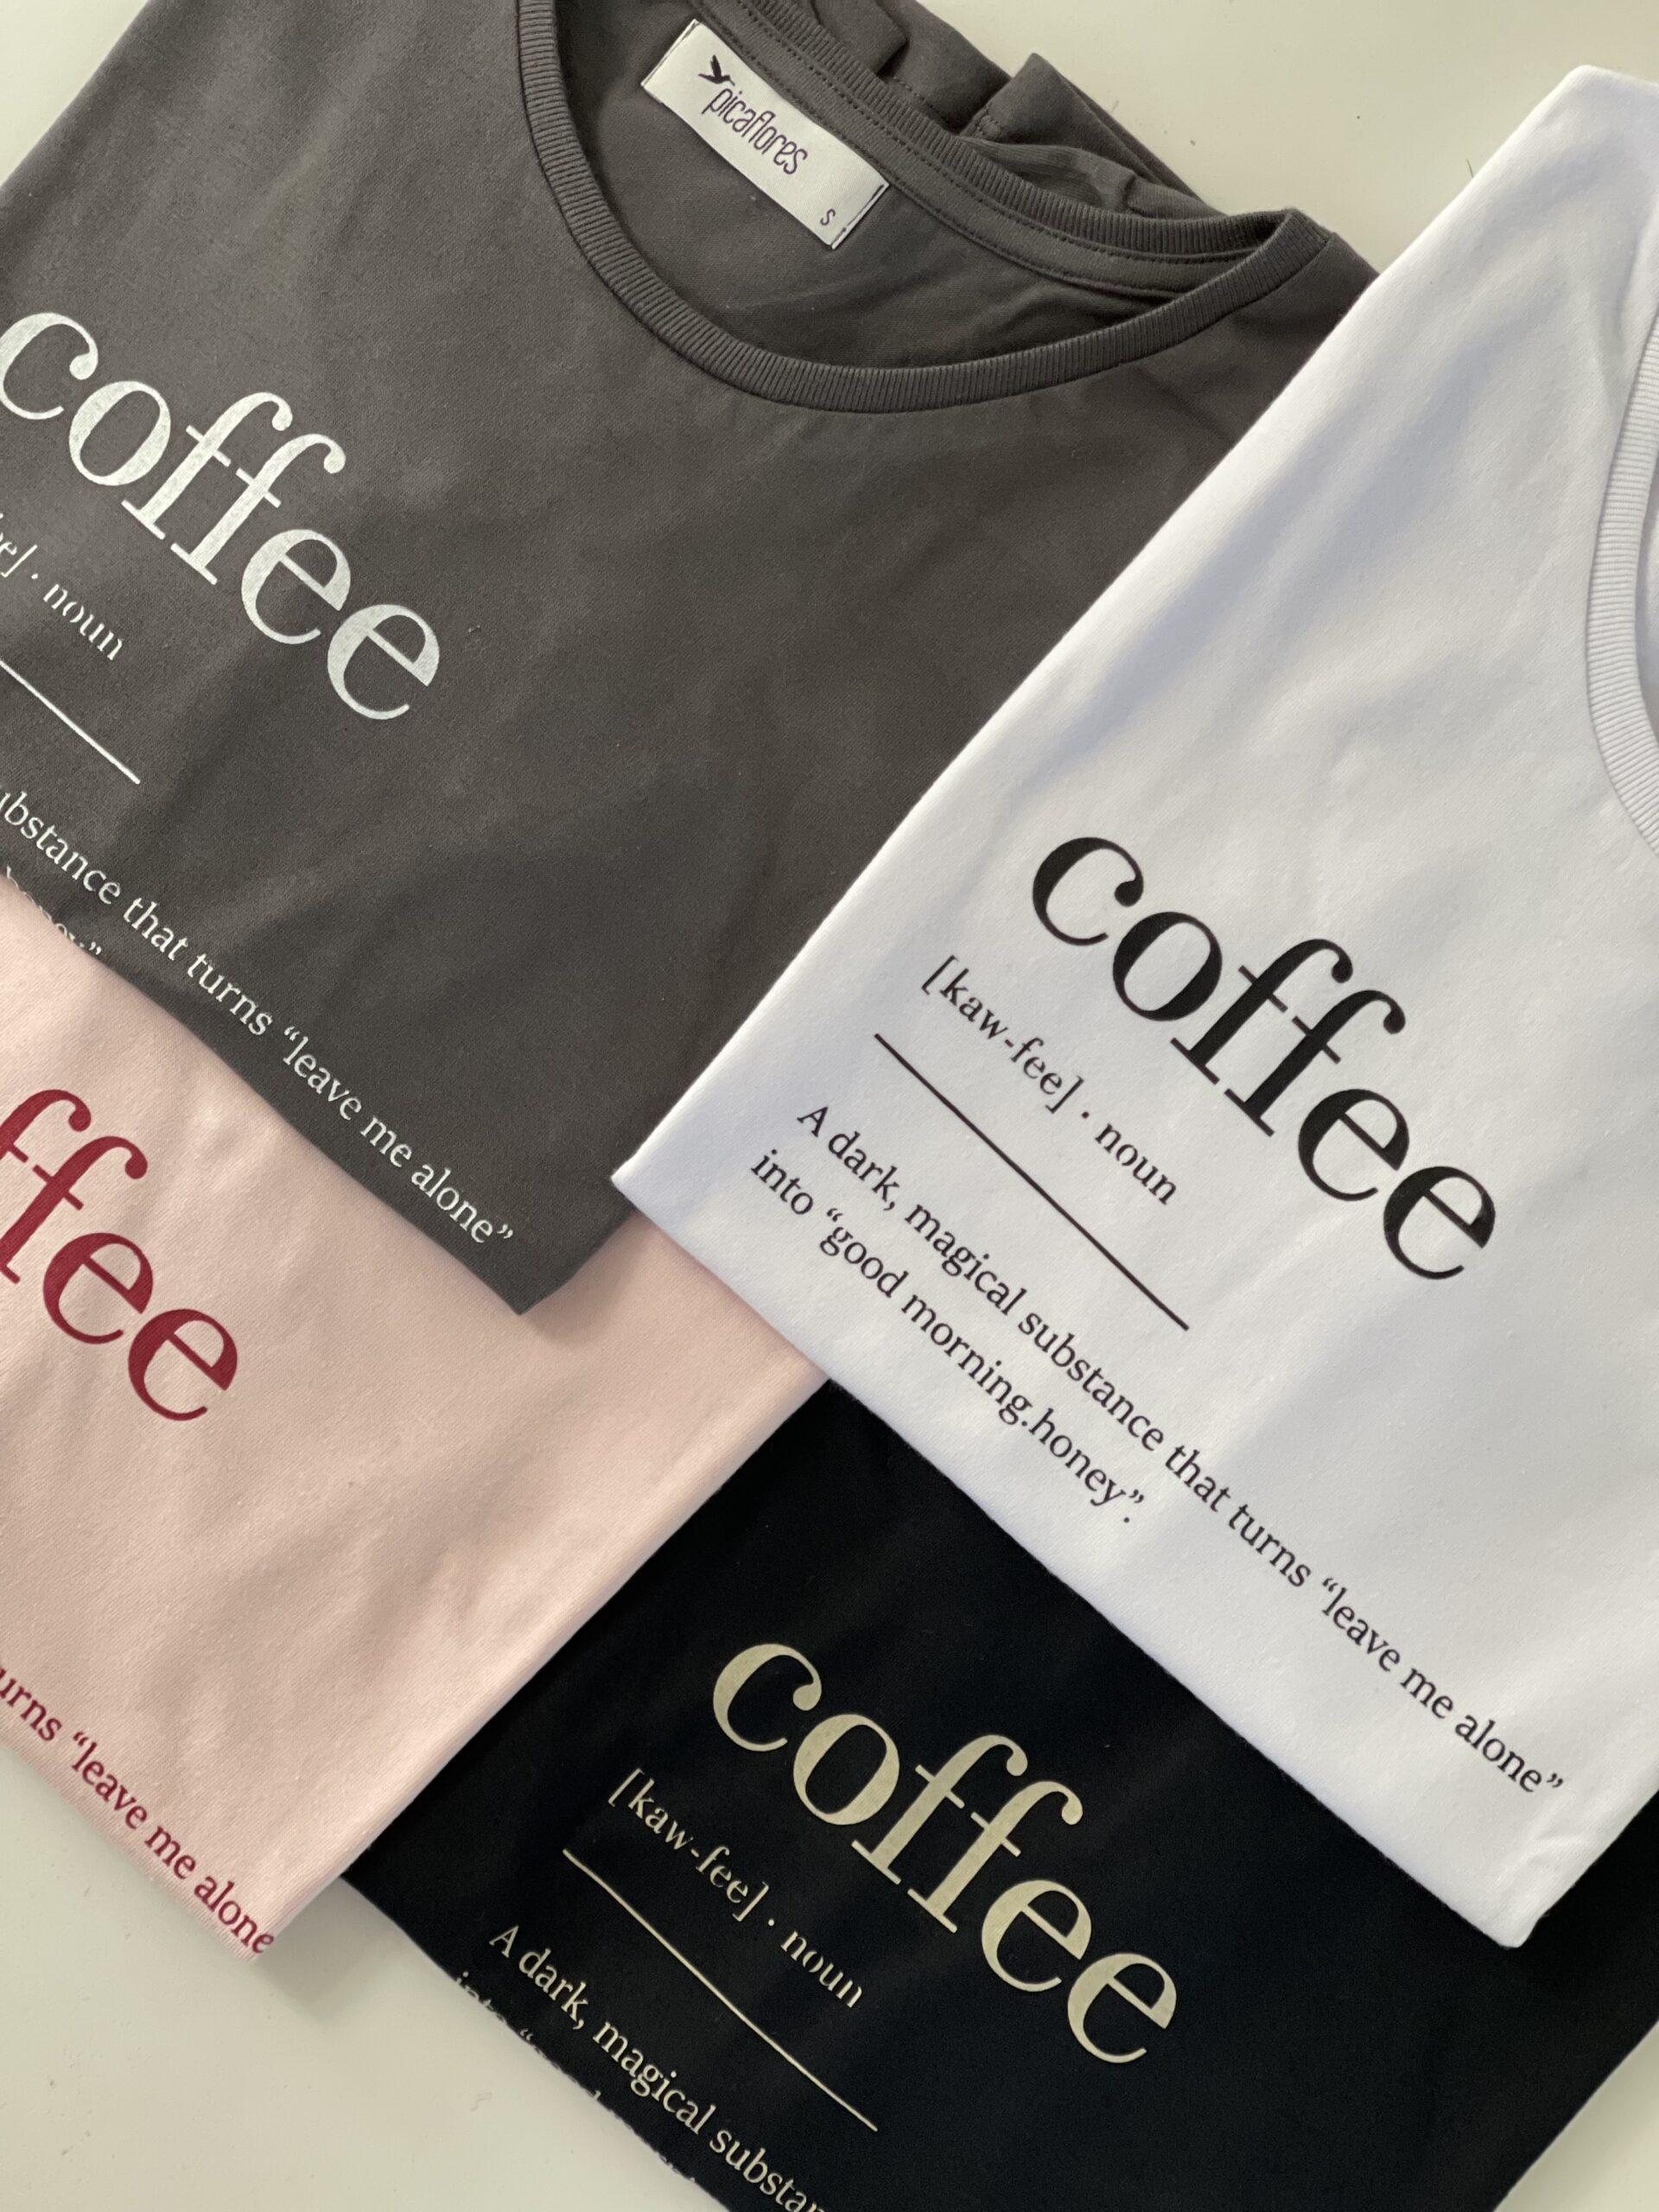 picaflores
S
coffee
noun
substance that turns “leave me alone”
coffee
[kaw-fee] · noun
A dark, magical substance that turns “leave me alone”
into “good morning.honey”.
ffee
turns “leave me alone
coffee
[kaw-fee] · noun
A dark, magical